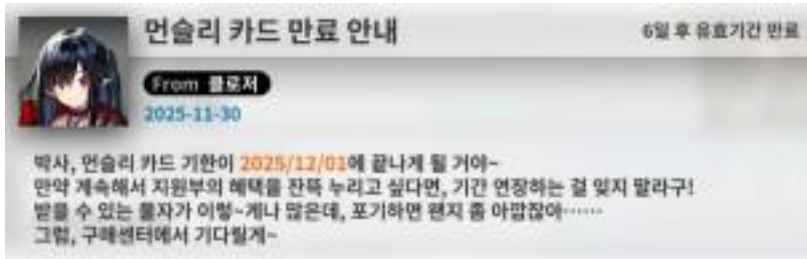 먼슬리 카드 만료 안내
6일 후 유효기간 만료
From 클로저
2025-11-30
박사, 먼슬리 카드 기한이 2025/12/01에 끝나게 될 거야~
만약 계속해서 지원부의 혜택을 잔뜩 누리고 싶다면, 기간 연장하는 걸 잊지 말라구!
받을 수 있는 물자가 이렇~게나 많은데, 포기하면 왠지 좀 아깝잖아……
그럼, 구매센터에서 기다릴게~